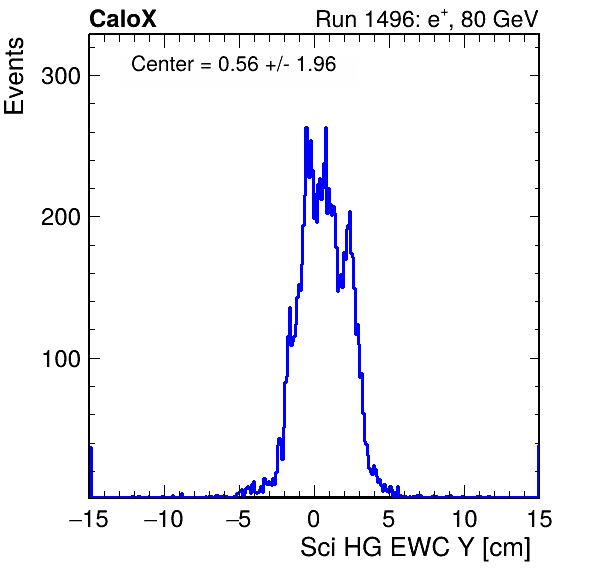 CaloX Run 1496: e⁺, 80 GeV
Center = 0.56 +/- 1.96
Events
300
200
100
−15 −10 −5 0 5 10 15
Sci HG EWC Y [cm]